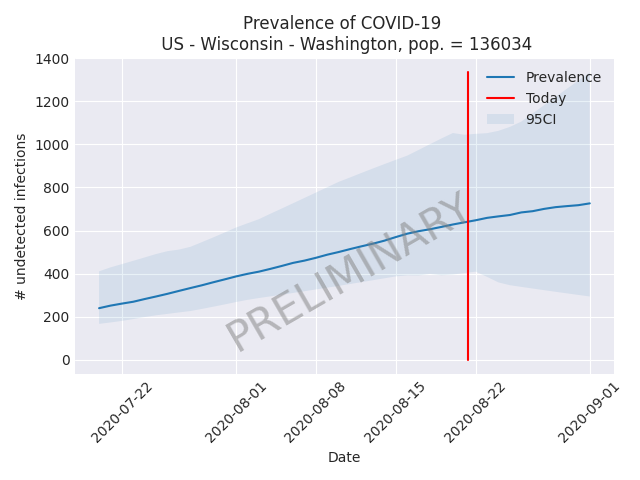 Prevalence of COVID-19
US - Wisconsin - Washington, pop. = 136034
1400
1200
1000
800
600
400
200
0
# undetected infections
Prevalence
Today
95CI
PRELIMINARY
2020-07-22
2020-08-01
2020-08-08
2020-08-15
2020-08-22
2020-09-01
Date